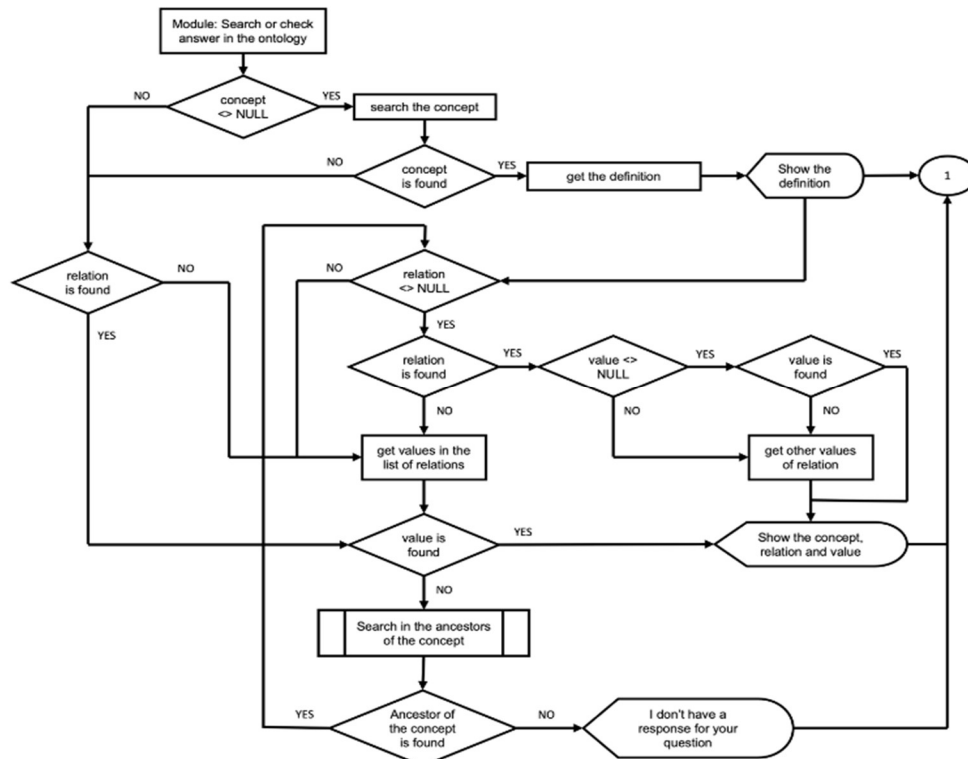 Module: Search or check
answer in the ontology
NO
concept
<> NULL
YES
search the concept
NO
concept
is found
YES
get the definition
Show the
definition
1
relation
is found
NO
YES
NO
relation
<> NULL
YES
relation
is found
YES
value <>
NULL
YES
value is
found
YES
NO
NO
NO
get values in the
list of relations
get other values
of relation
value is
found
YES
Show the concept,
relation and value
NO
Search in the ancestors
of the concept
YES
Ancestor of
the concept
is found
NO
I don't have a
response for your
question